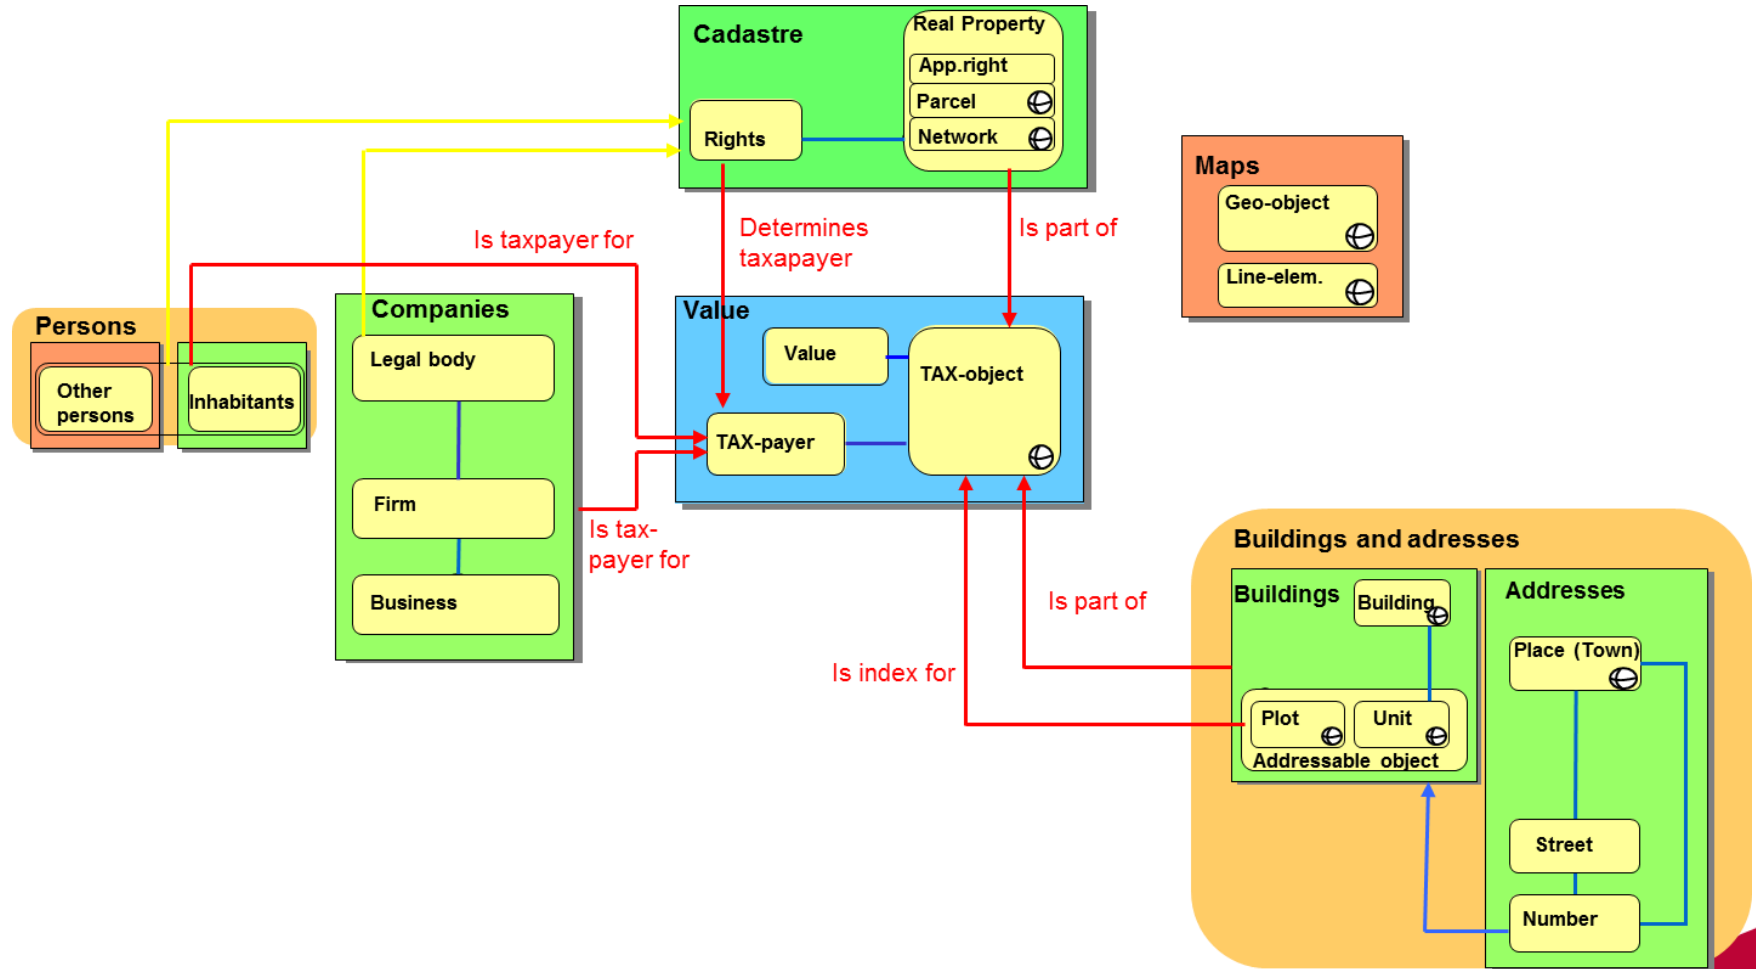 Cadastre
Real Property
App.right
Parcel
Network
Rights
Maps
Geo-object
Line-elem.
Determines
taxapayer
Is part of
Is taxpayer for
Persons
Other
persons
Inhabitants
Companies
Legal body
Firm
Business
Value
Value
TAX-object
TAX-payer
Is tax-
payer for
Is part of
Is index for
Buildings and adresses
Buildings
Building
Plot
Unit
Addressable object
Addresses
Place (Town)
Street
Number